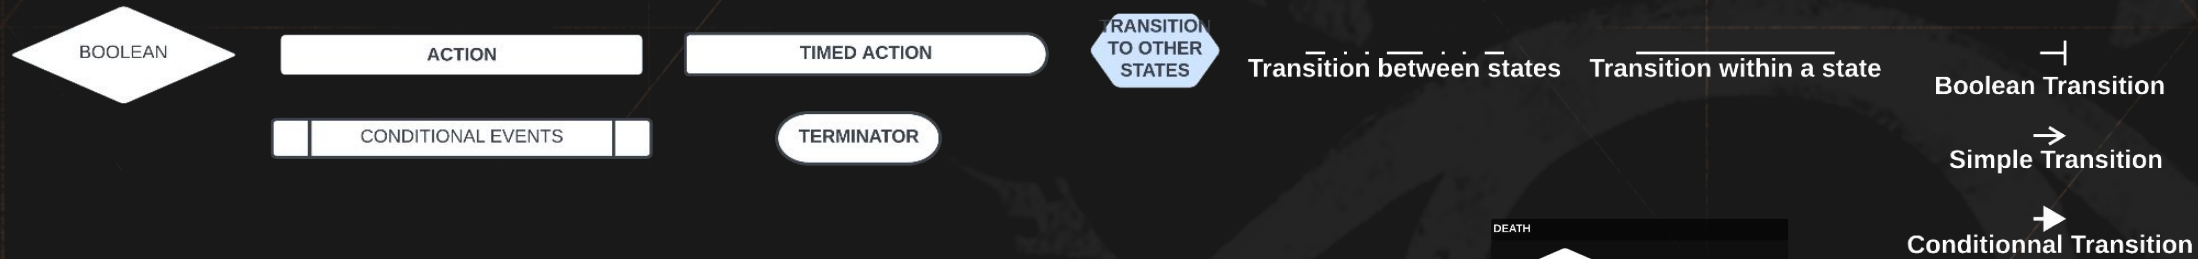 BOOLEAN
ACTION
TIMED ACTION
TRANSITION
TO OTHER
STATES
Transition between states
Transition within a state
Boolean Transition
CONDITIONAL EVENTS
TERMINATOR
Simple Transition
DEATH
Conditionnal Transition